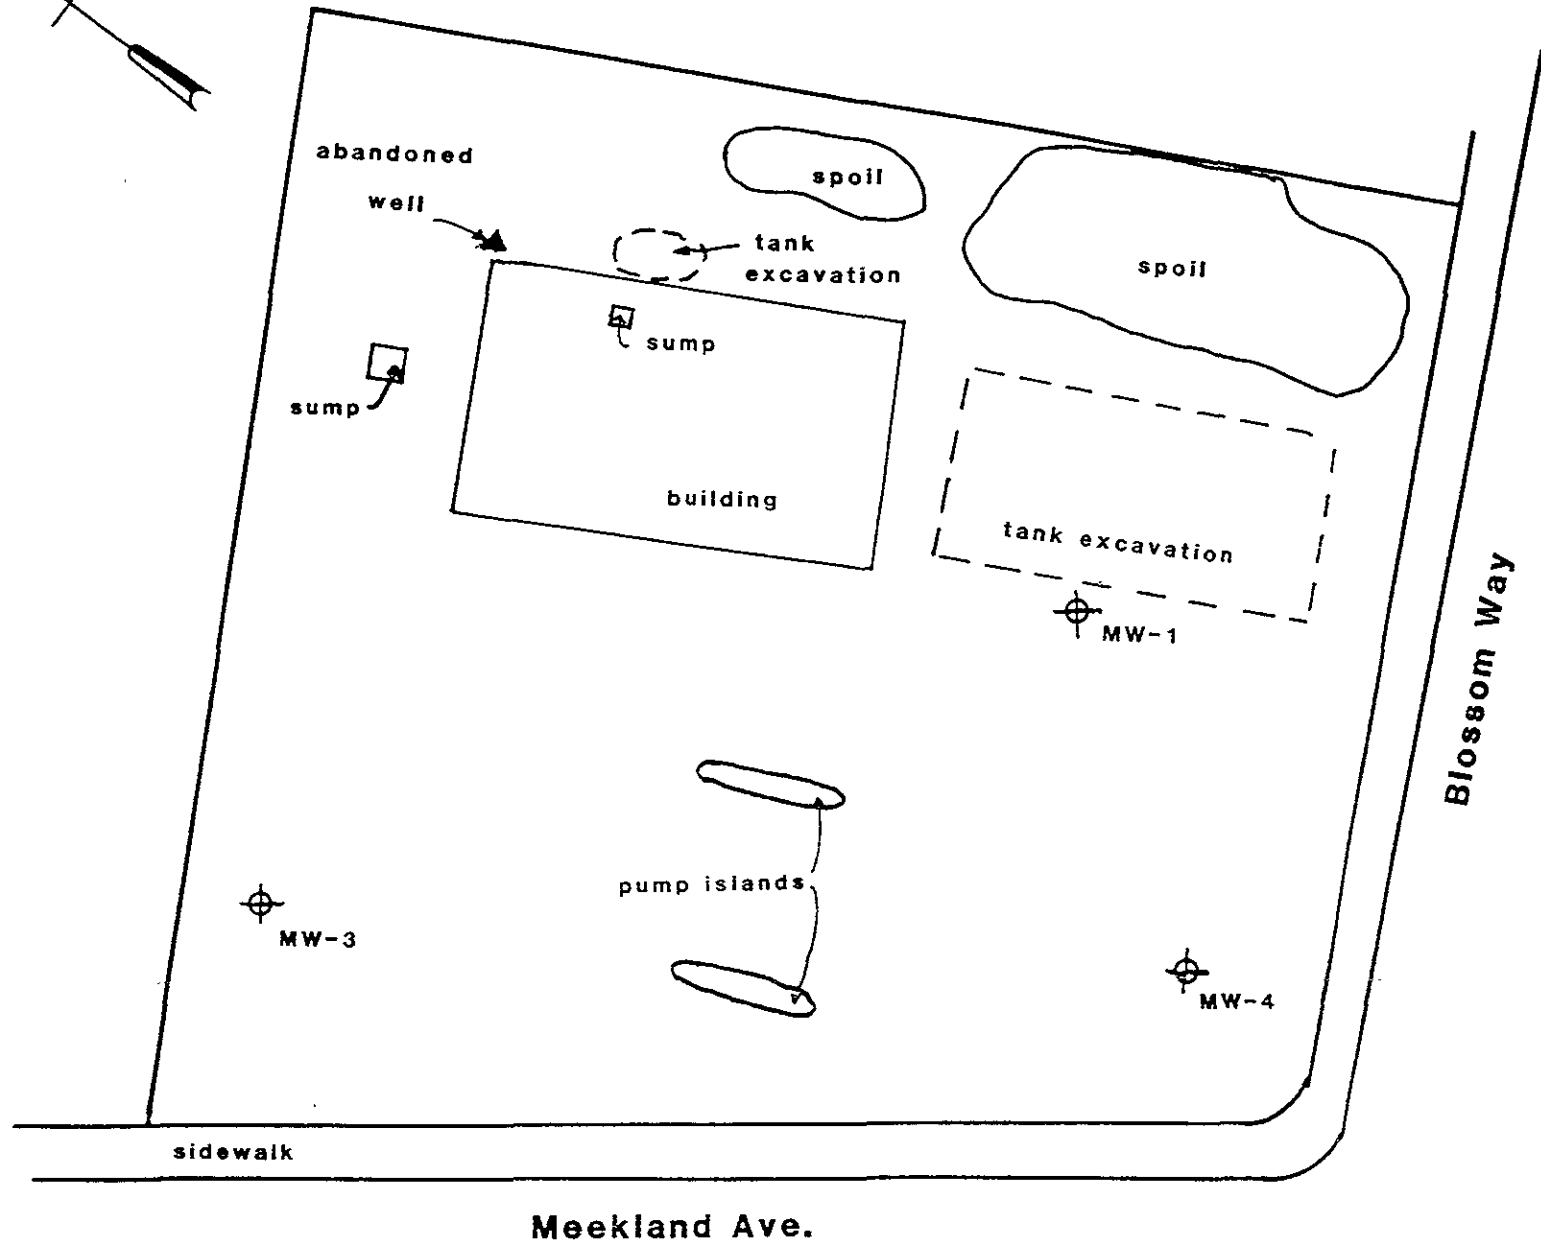 abandoned
well
spoil
spoil
tank
excavation
sump
sump
building
tank excavation
MW-1
Blossom Way
pump islands
MW-3
MW-4
sidewalk
Meekland Ave.